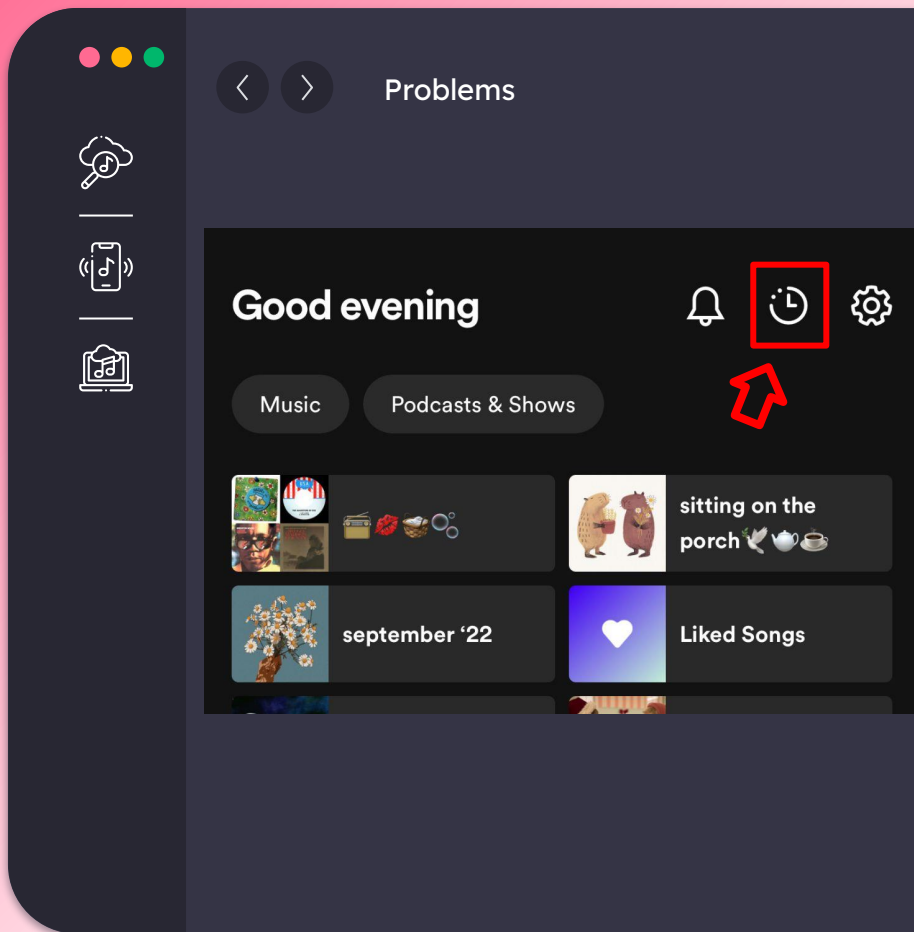 Problems
Good evening
Music
Podcasts & Shows
sitting on the
porch🕊️🫖☕
september ‘22
Liked Songs